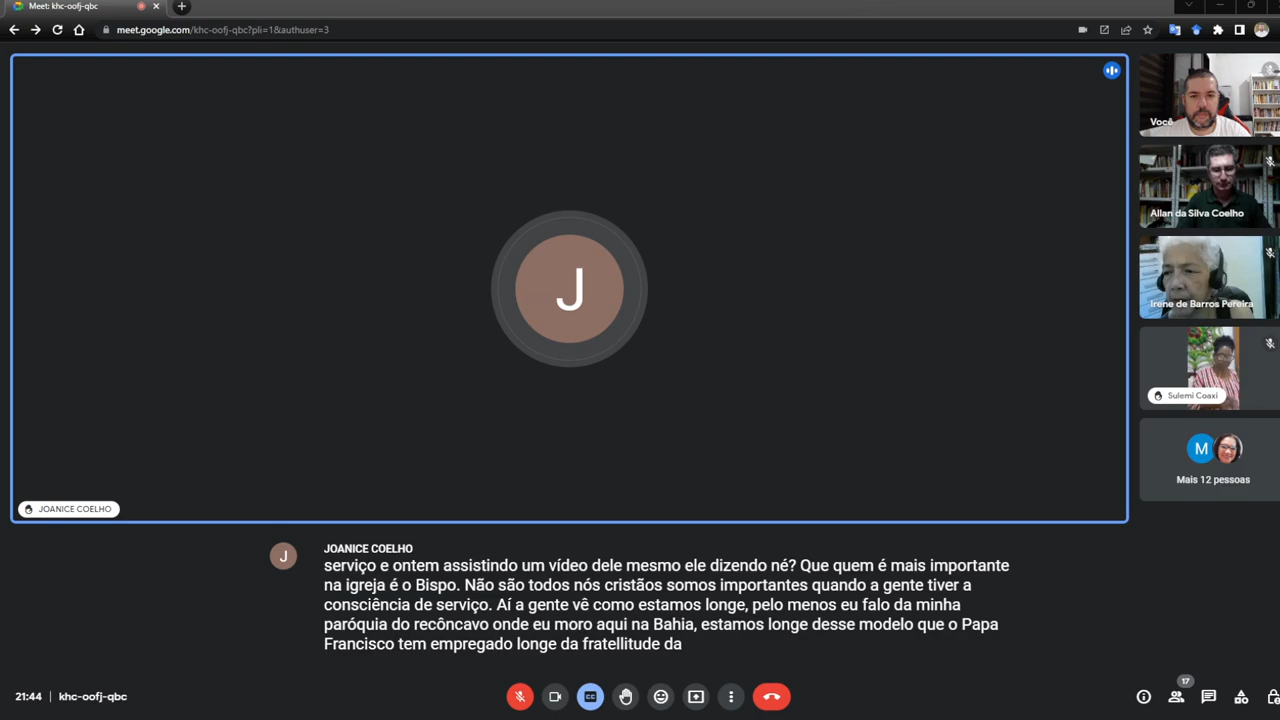 Meet: khc-oofj-qbc
meet.google.com/khc-oofj-qbc?pli=1&authuser=3
Você
Allan da Silva Coelho
Irene de Barros Pereira
Sulemi Coaxi
M
Mais 12 pessoas
J
JOANICE COELHO
J
JOANICE COELHO
serviço e ontem assistindo um vídeo dele mesmo ele dizendo né? Que quem é mais importante
na igreja é o Bispo. Não são todos nós cristãos somos importantes quando a gente tiver a
consciência de serviço. Aí a gente vê como estamos longe, pelo menos eu falo da minha
paróquia do recôncavo onde eu moro aqui na Bahia, estamos longe desse modelo que o Papa
Francisco tem empregado longe da fratellitude da
21:44 | khc-oofj-qbc
CC
17